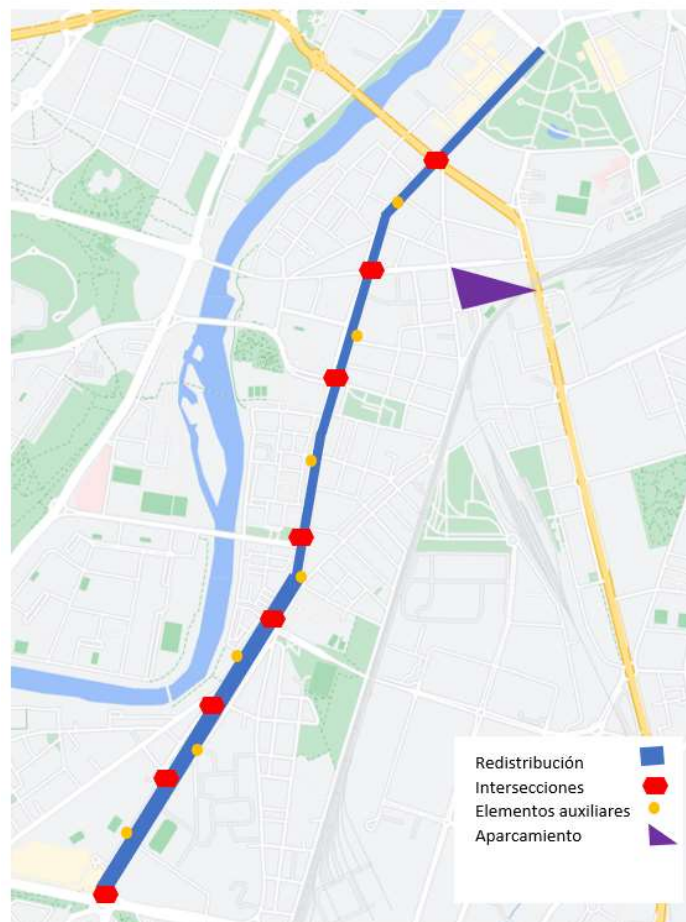 Redistribución
Intersecciones
Elementos auxiliares
Aparcamiento